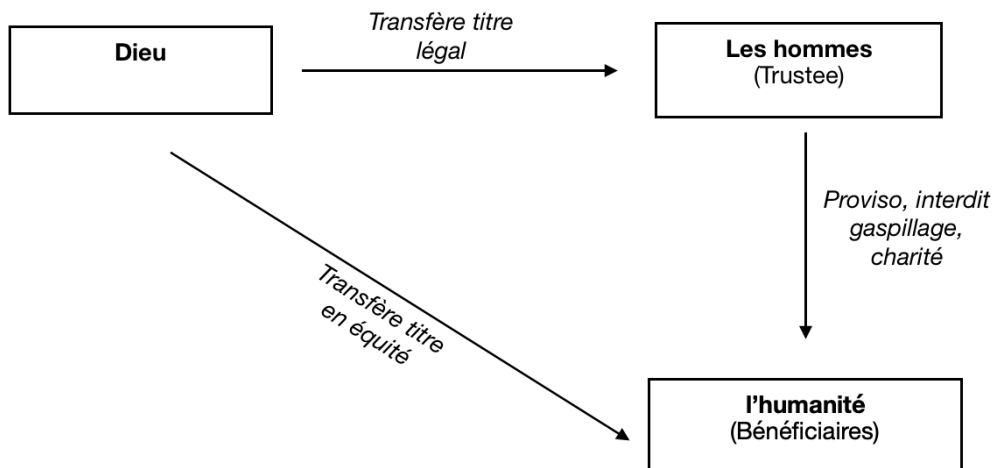 Dieu
Transfère titre
légal
Les hommes
(Trustee)
Proviso, interdit
gaspillage,
charité
Transfère titre
en équité
l'humanité
(Bénéficiaires)